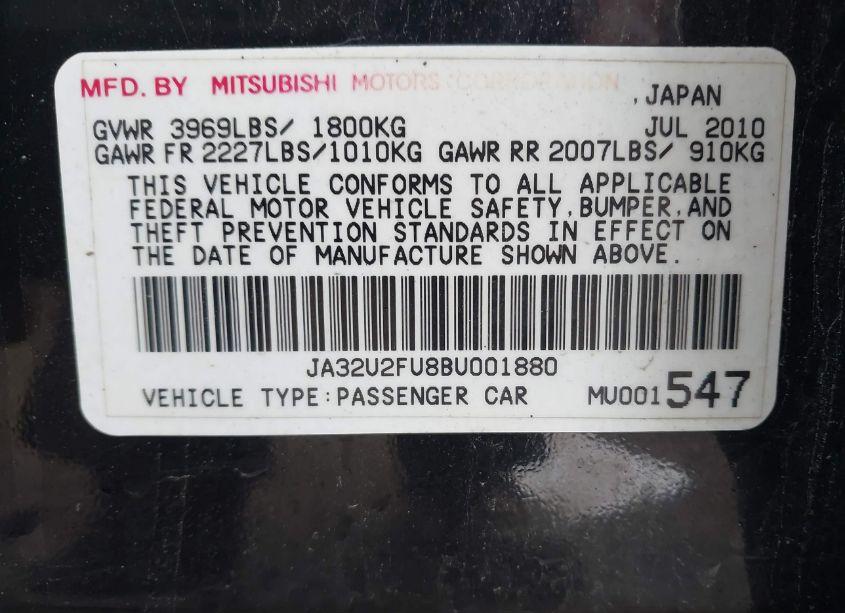 MFD. BY MITSUBISHI MOTORS CORPORATION
, JAPAN
GVWR 3969LBS/ 1800KG JUL 2010
GAWR FR 2227LBS/1010KG GAWR RR 2007LBS/ 910KG
THIS VEHICLE CONFORMS TO ALL APPLICABLE
FEDERAL MOTOR VEHICLE SAFETY, BUMPER, AND
THEFT PREVENTION STANDARDS IN EFFECT ON
THE DATE OF MANUFACTURE SHOWN ABOVE.
JA32U2FU8BU001880
VEHICLE TYPE:PASSENGER CAR MU001547